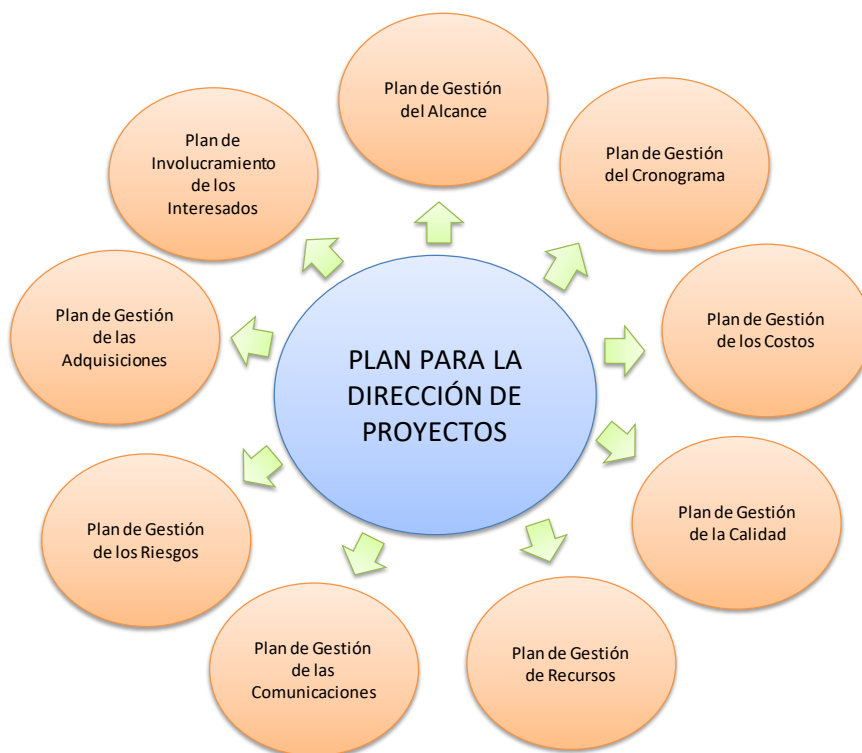 Plan de Gestión
del Alcance
Plan de Gestión
del Cronograma
Plan de Gestión
de los Costos
Plan de Gestión
de la Calidad
Plan de Gestión
de Recursos
Plan de Gestión
de las
Comunicaciones
Plan de Gestión
de los Riesgos
Plan de Gestión
de las
Adquisiciones
Plan de
Involucramiento
de los
Interesados
PLAN PARA LA
DIRECCIÓN DE
PROYECTOS